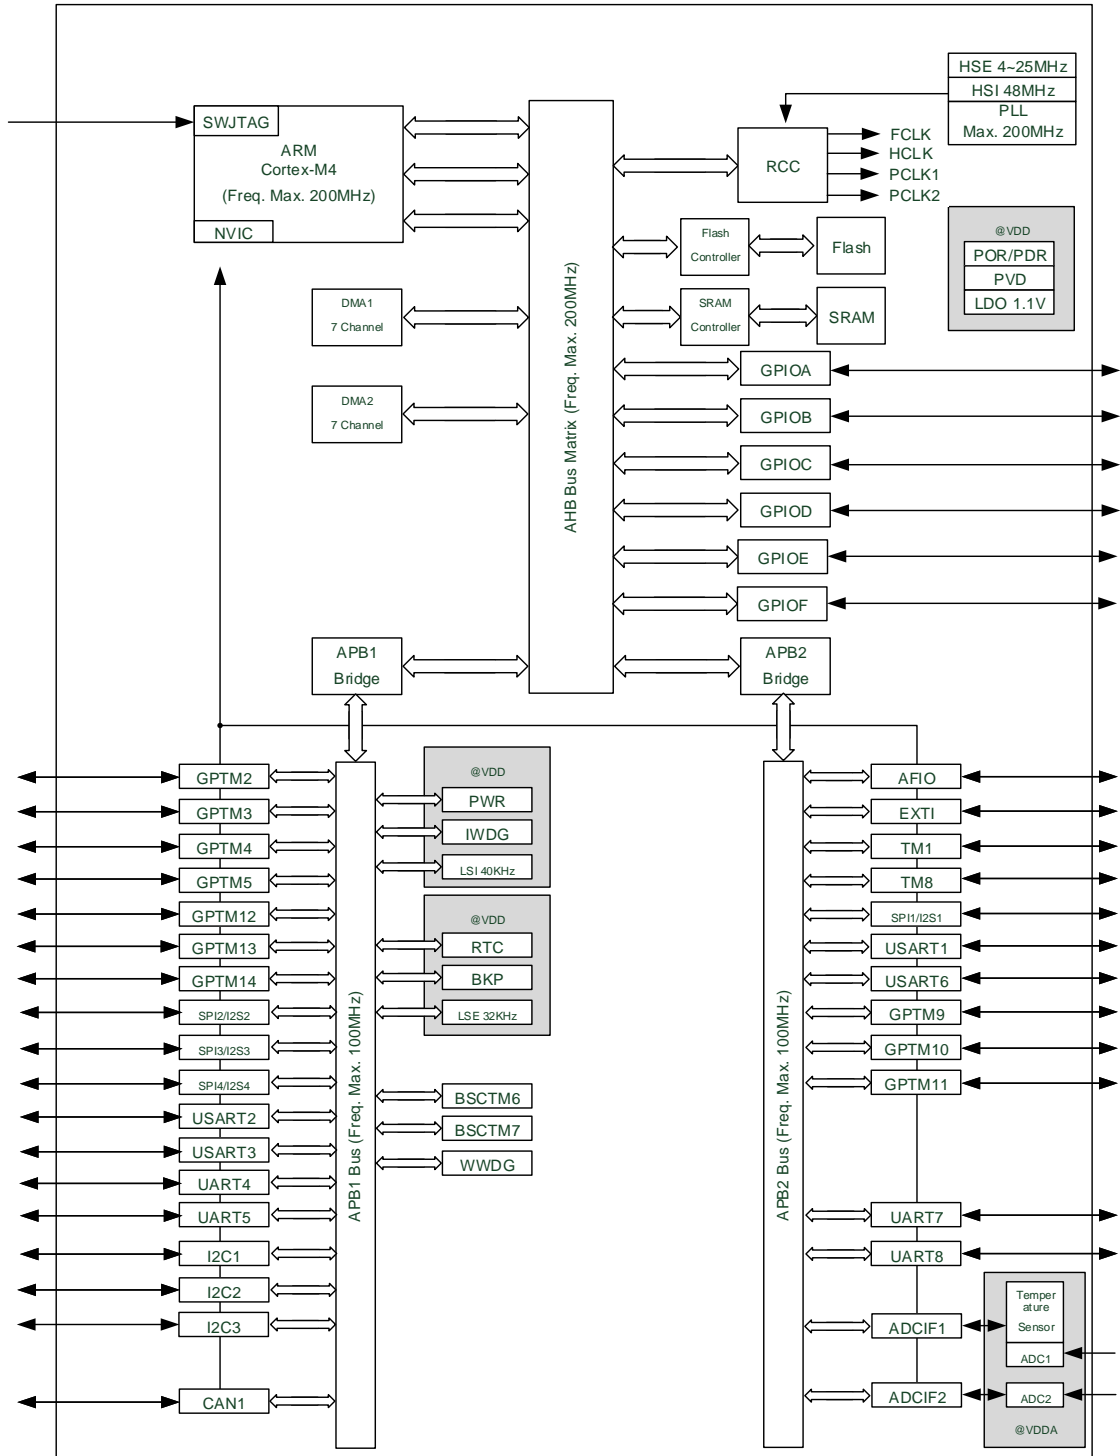 HSE 4~25MHz
HSI 48MHz
PLL
Max. 200MHz
SWJTAG
ARM
Cortex-M4
(Freq. Max. 200MHz)
NVIC
RCC
FCLK
HCLK
PCLK1
PCLK2
Flash
Controller
Flash
@VDD
POR/PDR
PVD
LDO 1.1V
DMA1
7 Channel
SRAM
Controller
SRAM
AHB Bus Matrix (Freq. Max. 200MHz)
GPIOA
DMA2
7 Channel
GPIOB
GPIOC
GPIOD
GPIOE
GPIOF
APB1
Bridge
APB2
Bridge
GPTM2
GPTM3
GPTM4
GPTM5
GPTM12
GPTM13
GPTM14
SPI2/I2S2
SPI3/I2S3
SPI4/I2S4
USART2
USART3
UART4
UART5
I2C1
I2C2
I2C3
CAN1
APB1 Bus (Freq. Max. 100MHz)
@VDD
PWR
IWDG
LSI 40KHz
@VDD
RTC
BKP
LSE 32KHz
BSCTM6
BSCTM7
WWDG
APB2 Bus (Freq. Max. 100MHz)
AFIO
EXTI
TM1
TM8
SPI1/I2S1
USART1
USART6
GPTM9
GPTM10
GPTM11
UART7
UART8
ADCIF1
ADCIF2
Temper
ature
Sensor
ADC1
ADC2
@VDDA